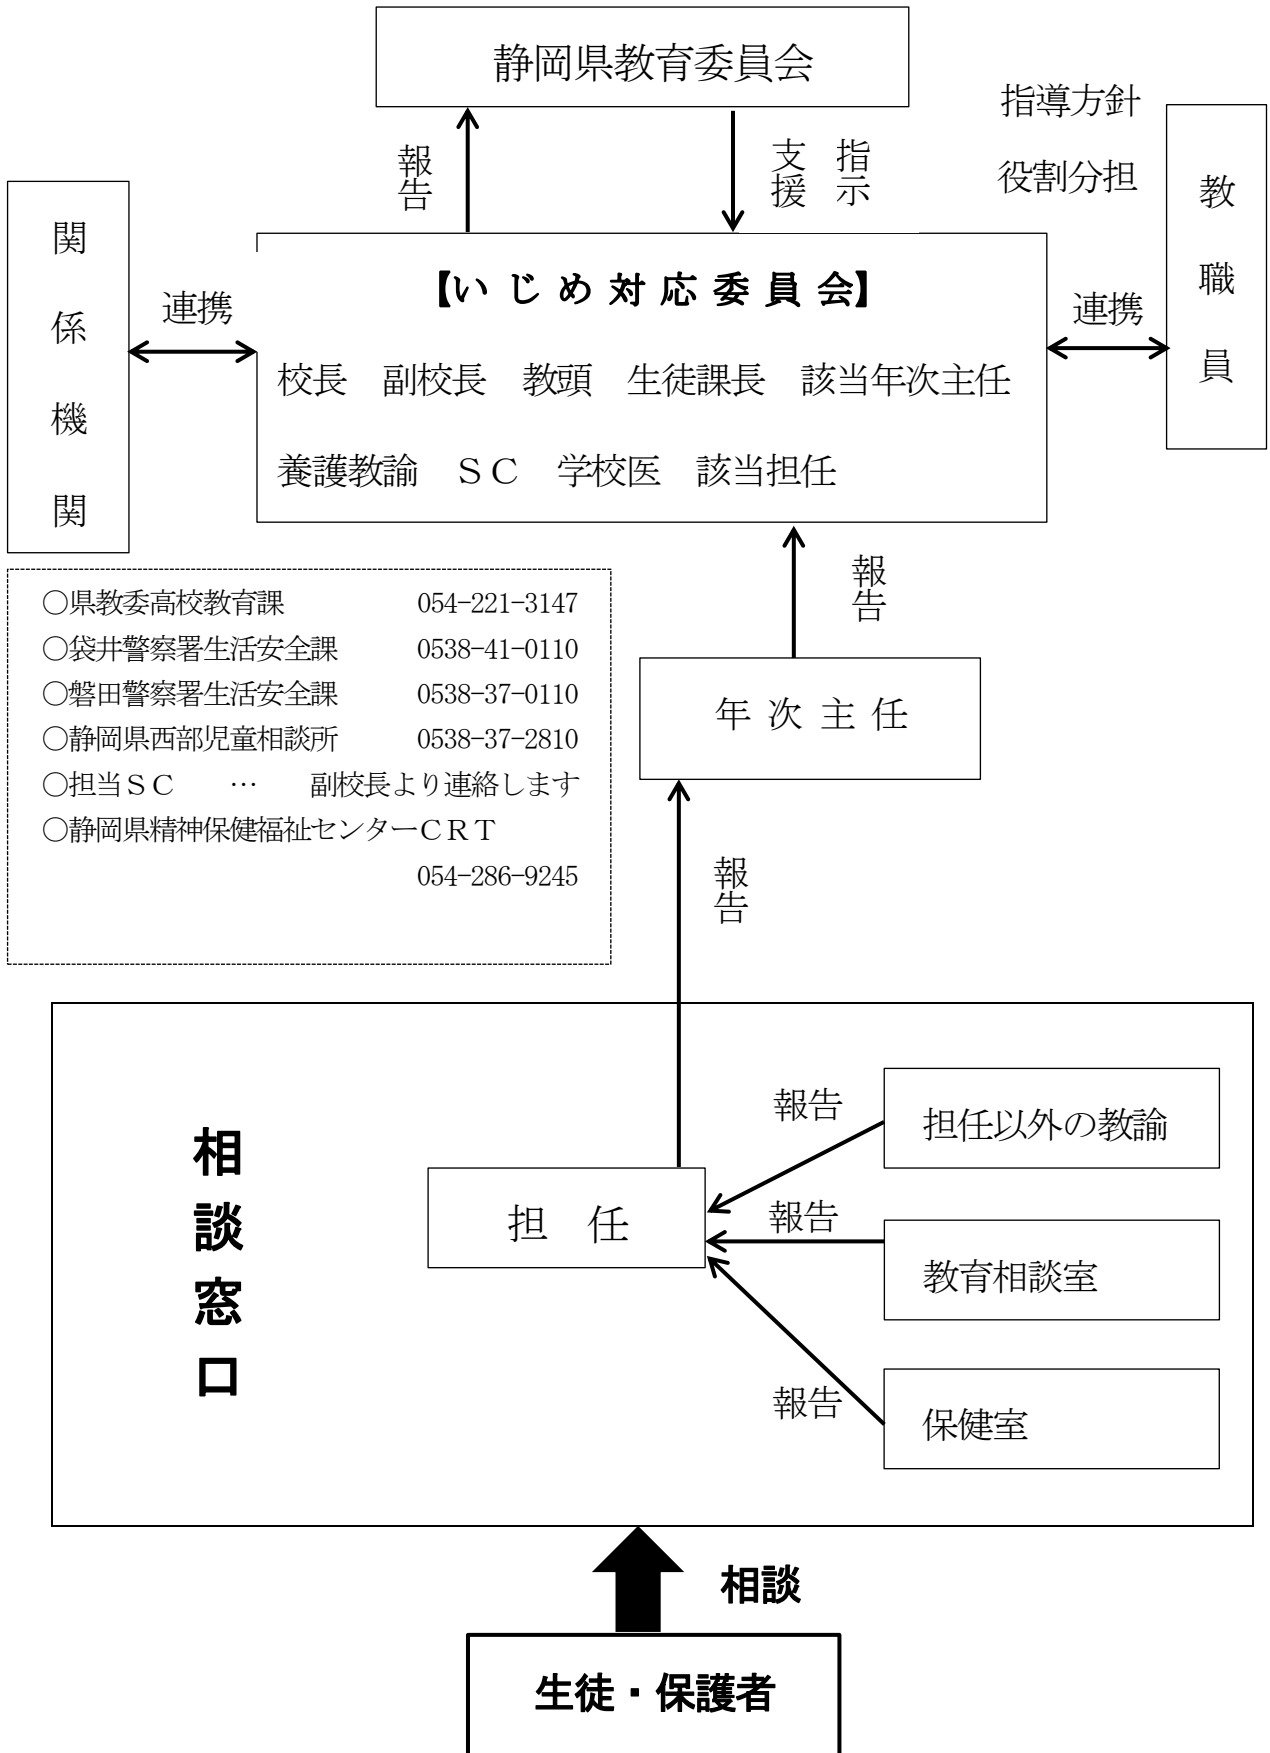 静岡県教育委員会
報告
支援
指示
指導方針
役割分担
教職員
関係機関
連携
【いじめ対応委員会】
連携
校長　副校長　教頭　生徒課長　該当年次主任
養護教諭　ＳＣ　学校医　該当担任
報告
○県教委高校教育課　054-221-3147
○袋井警察署生活安全課　0538-41-0110
○磐田警察署生活安全課　0538-37-0110
○静岡県西部児童相談所　0538-37-2810
○担当ＳＣ　…　副校長より連絡します
○静岡県精神保健福祉センターＣＲＴ
054-286-9245
年次主任
報告
相談窓口
報告
担任以外の教諭
担　任
報告
教育相談室
報告
保健室
相談
生徒・保護者